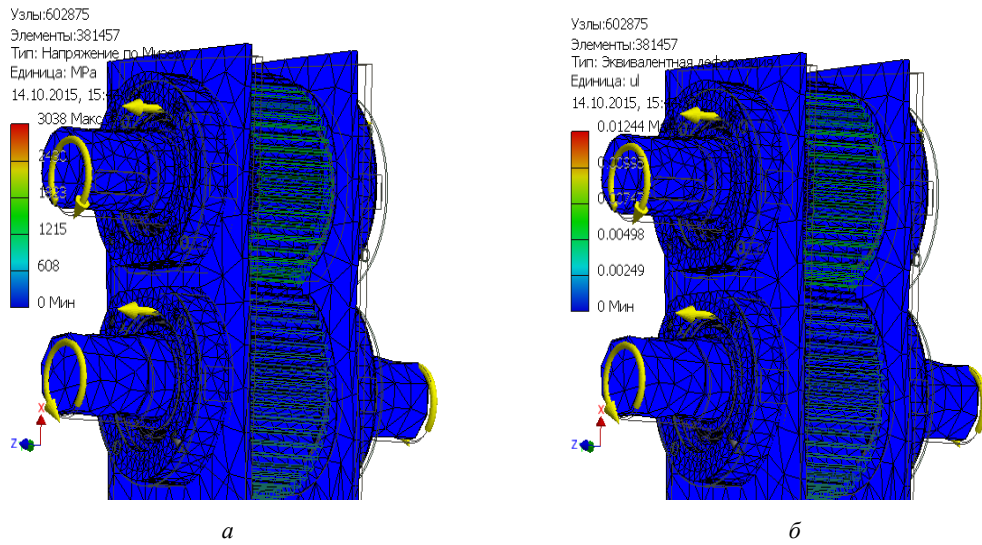 Узлы:602875
Элементы:381457
Тип: Напряжение по
Единица: MPa
14.10.2015, 15:
3038 Макс
1215
608
0 Мин
X
Z
а
Узлы:602875
Элементы:381457
Тип: Эквивалентная
Единица: ul
14.10.2015, 15:
0.01244
0.00498
0.00249
0 Мин
X
Z
б